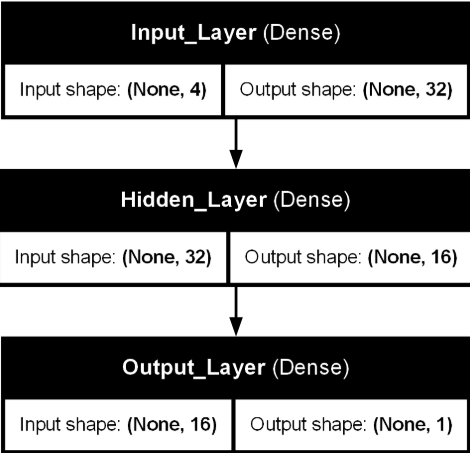 Input_Layer (Dense)
Input shape: (None, 4) Output shape: (None, 32)
Hidden_Layer (Dense)
Input shape: (None, 32) Output shape: (None, 16)
Output_Layer (Dense)
Input shape: (None, 16) Output shape: (None, 1)